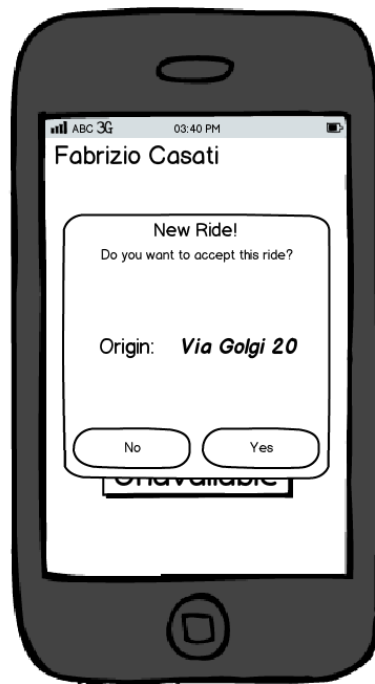 ABC 3G 03:40 PM
Fabrizio Casati
New Ride!
Do you want to accept this ride?
Origin: Via Golgi 20
No Yes
Unavailable